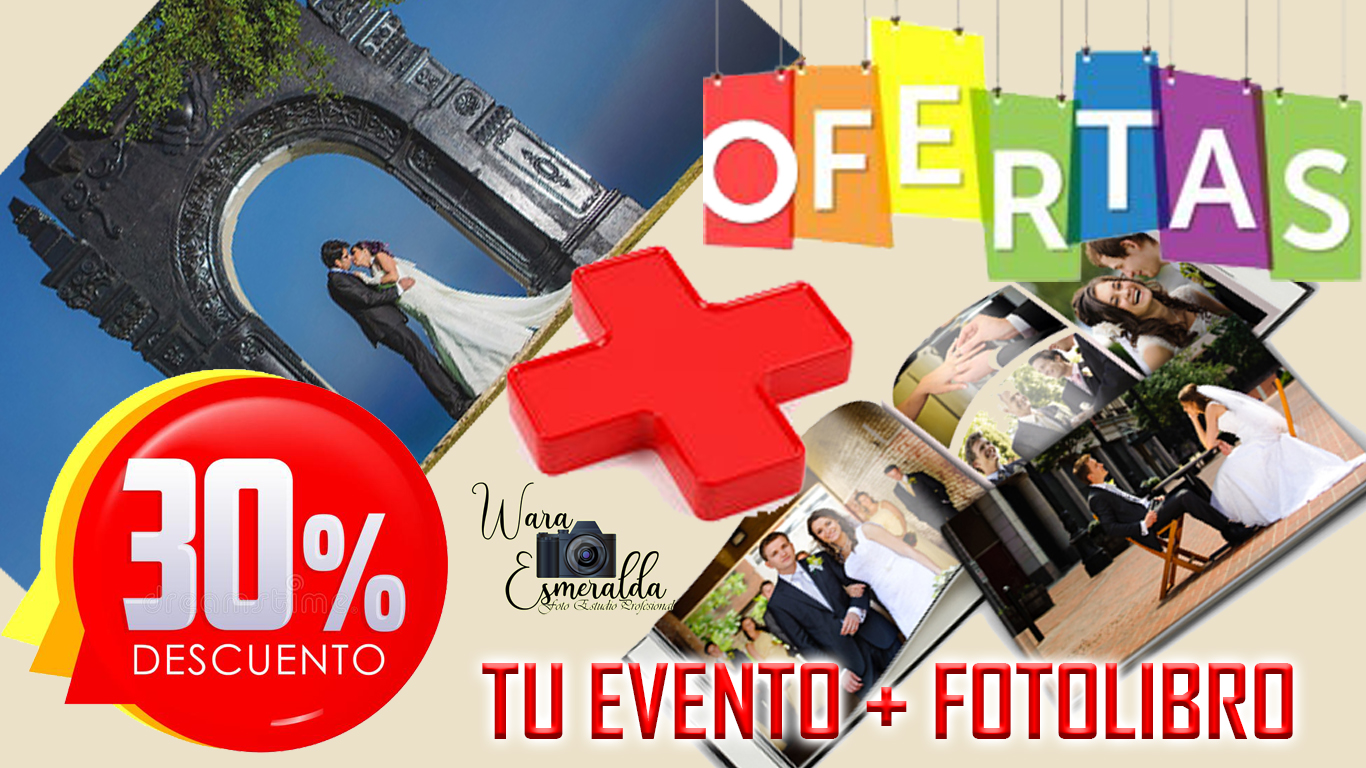 OFERTAS
30%
DESCUENTO
Wara
Esmeralda
Foto Estudio Profesional
TU EVENTO + FOTOLIBRO